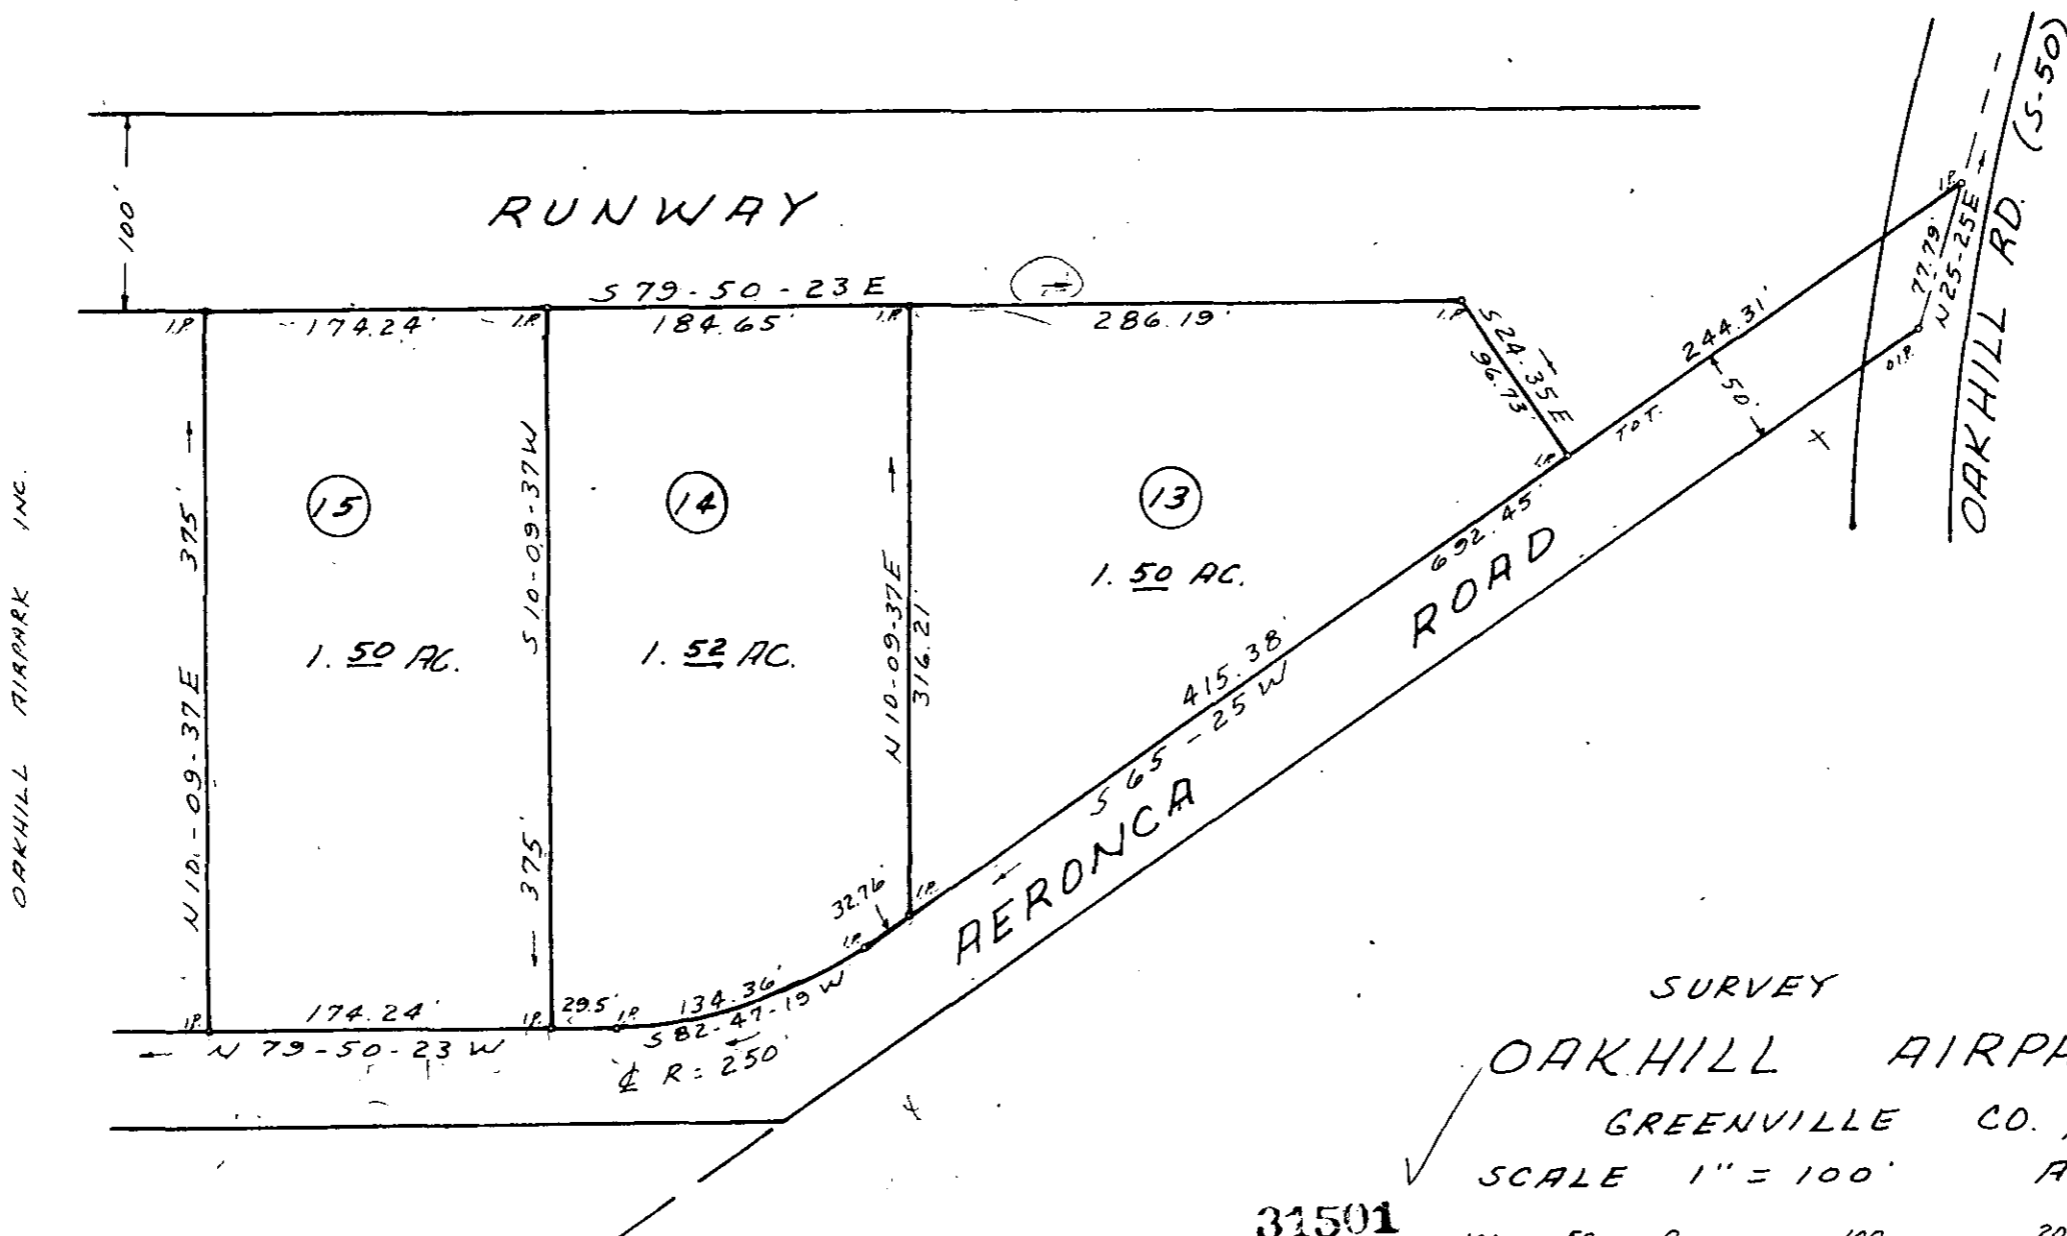 OAKHILL RD. (S-50)
100'
RUNWAY
S 79-50-23 E
I.P.
174.24'
I.P.
184.65'
I.P.
286.19'
I.P.
S 24-35 E
96.73'
I.P.
77.79'
N 25-25 E
O I.P.
244.31'
TOT.
50'
I.P.
692.45'
ROAD
OAKHILL AIRPARK INC.
N 10-09-37 E 375'
15
1.50 AC.
S 10-09-37 W
375'
14
1.52 AC.
N 10-09-37 E
316.21'
13
1.50 AC.
415.38'
S 65-25 W
AERONCA
I.P.
32.76'
I.P.
I.P.
174.24'
N 79-50-23 W
I.P.
29.5'
I.P.
134.36'
S 82-47-19 W
℄ R = 250'
SURVEY
OAKHILL AIRPA
GREENVILLE CO.,
SCALE 1" = 100' A
31501